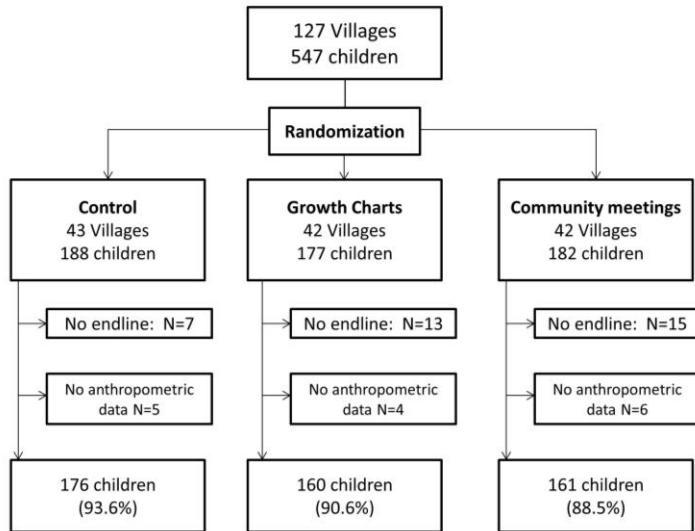 127 Villages
547 children
Randomization
Control
43 Villages
188 children
Growth Charts
42 Villages
177 children
Community meetings
42 Villages
182 children
No endline: N=7
No endline: N=13
No endline: N=15
No anthropometric
data N=5
No anthropometric
data N=4
No anthropometric
data N=6
176 children
(93.6%)
160 children
(90.6%)
161 children
(88.5%)